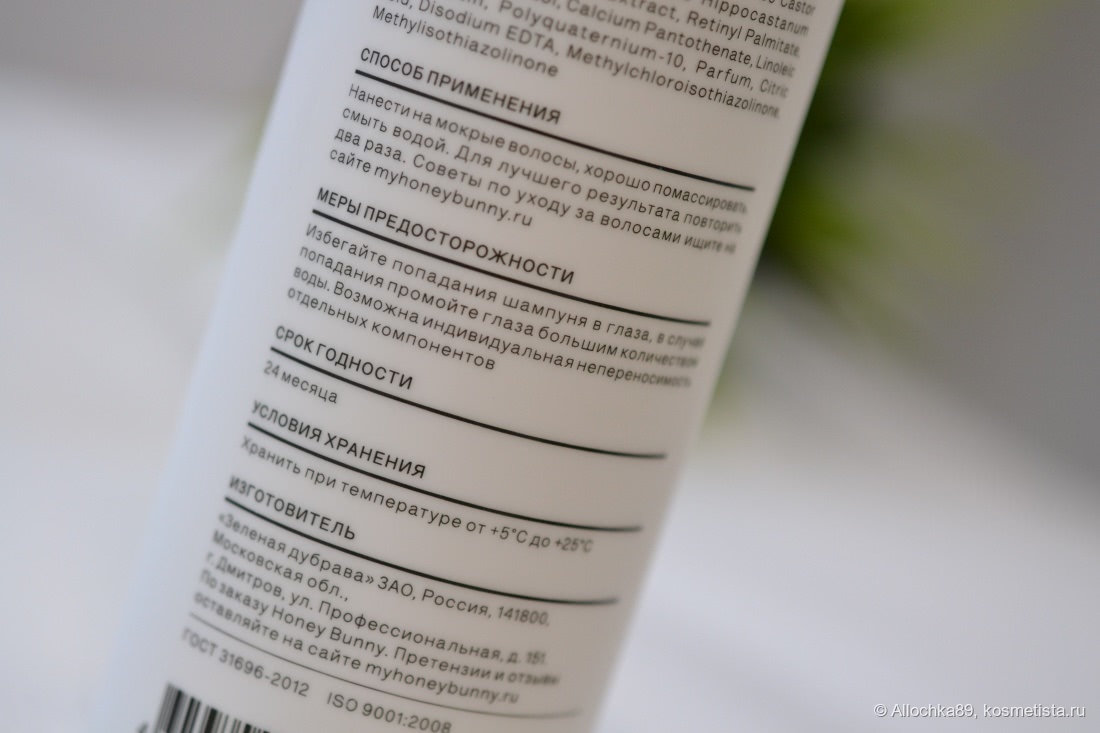 Castor
Extract, Hippocastanum
Calcium Pantothenate, Retinyl Palmitate,
Polyquaternium-10, Parfum, Linoleic
Disodium EDTA, Methylchloroisothiazolinone, Citric
Methylisothiazolinone
СПОСОБ ПРИМЕНЕНИЯ
Нанести на мокрые волосы, хорошо помассировать,
смыть водой. Для лучшего результата повторить
два раза. Советы по уходу за волосами ищите на
сайте myhoneybunny.ru
МЕРЫ ПРЕДОСТОРОЖНОСТИ
Избегайте попадания шампуня в глаза, в случае
попадания промойте глаза большим количеством
воды. Возможна индивидуальная непереносимость
отдельных компонентов
СРОК ГОДНОСТИ
24 месяца
УСЛОВИЯ ХРАНЕНИЯ
Хранить при температуре от +5°C до +25°C
ИЗГОТОВИТЕЛЬ
«Зеленая дубрава» ЗАО, Россия, 141800,
Московская обл.,
г. Дмитров, ул. Профессиональная, д. 151.
По заказу Honey Bunny. Претензии и отзывы
оставляйте на сайте myhoneybunny.ru
ГОСТ 31696-2012 ISO 9001:2008
© Allochka89, kosmetista.ru